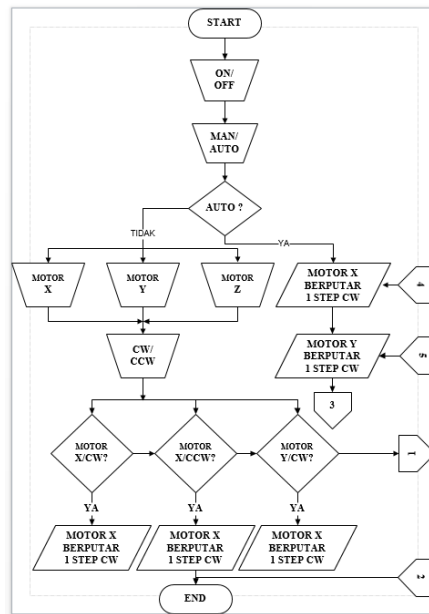 START
ON/
OFF
MAN/
AUTO
AUTO ?
TIDAK
YA
MOTOR
X
MOTOR
Y
MOTOR
Z
MOTOR X
BERPUTAR
1 STEP CW
4
CW/
CCW
MOTOR Y
BERPUTAR
1 STEP CW
5
3
MOTOR
X/CW?
MOTOR
X/CCW?
MOTOR
Y/CW?
1
YA
YA
YA
MOTOR X
BERPUTAR
1 STEP CW
MOTOR X
BERPUTAR
1 STEP CW
MOTOR X
BERPUTAR
1 STEP CW
2
END